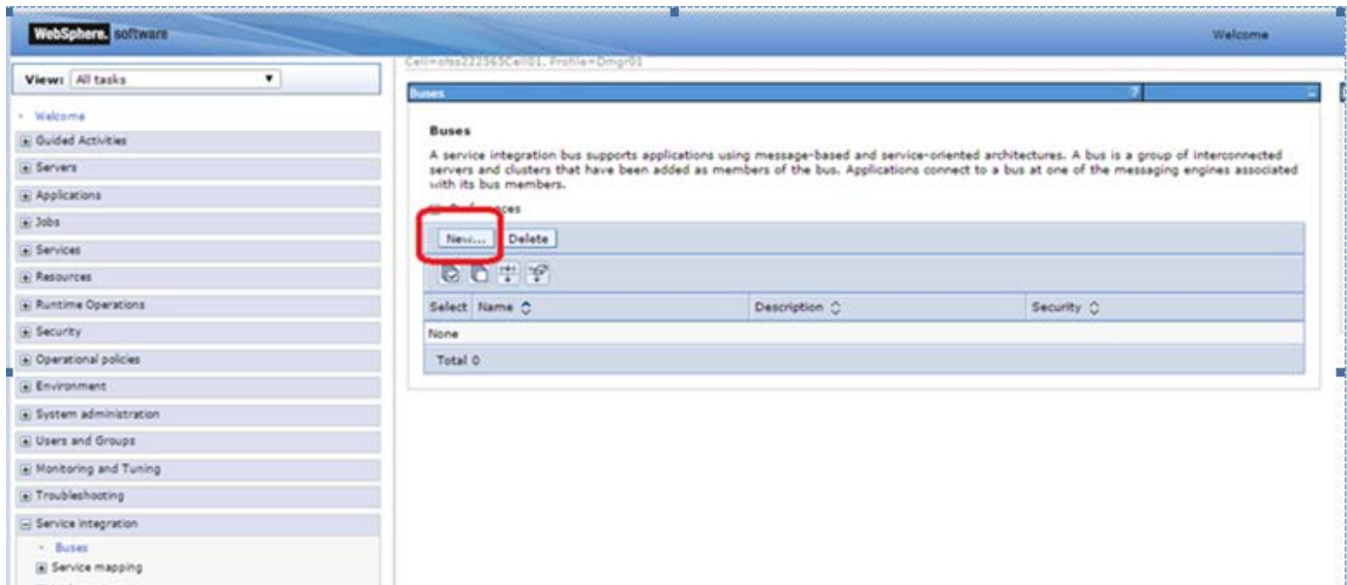 WebSphere. software
Welcome
View: All tasks
Welcome
Guided Activities
Servers
Applications
Jobs
Services
Resources
Runtime Operations
Security
Operational policies
Environment
System administration
Users and Groups
Monitoring and Tuning
Troubleshooting
Service integration
Buses
Service mapping
Profile=Dmgr01
Buses
?
Buses
A service integration bus supports applications using message-based and service-oriented architectures. A bus is a group of interconnected
servers and clusters that have been added as members of the bus. Applications connect to a bus at one of the messaging engines associated
with its bus members.
New... Delete
Select Name Description Security
None
Total 0